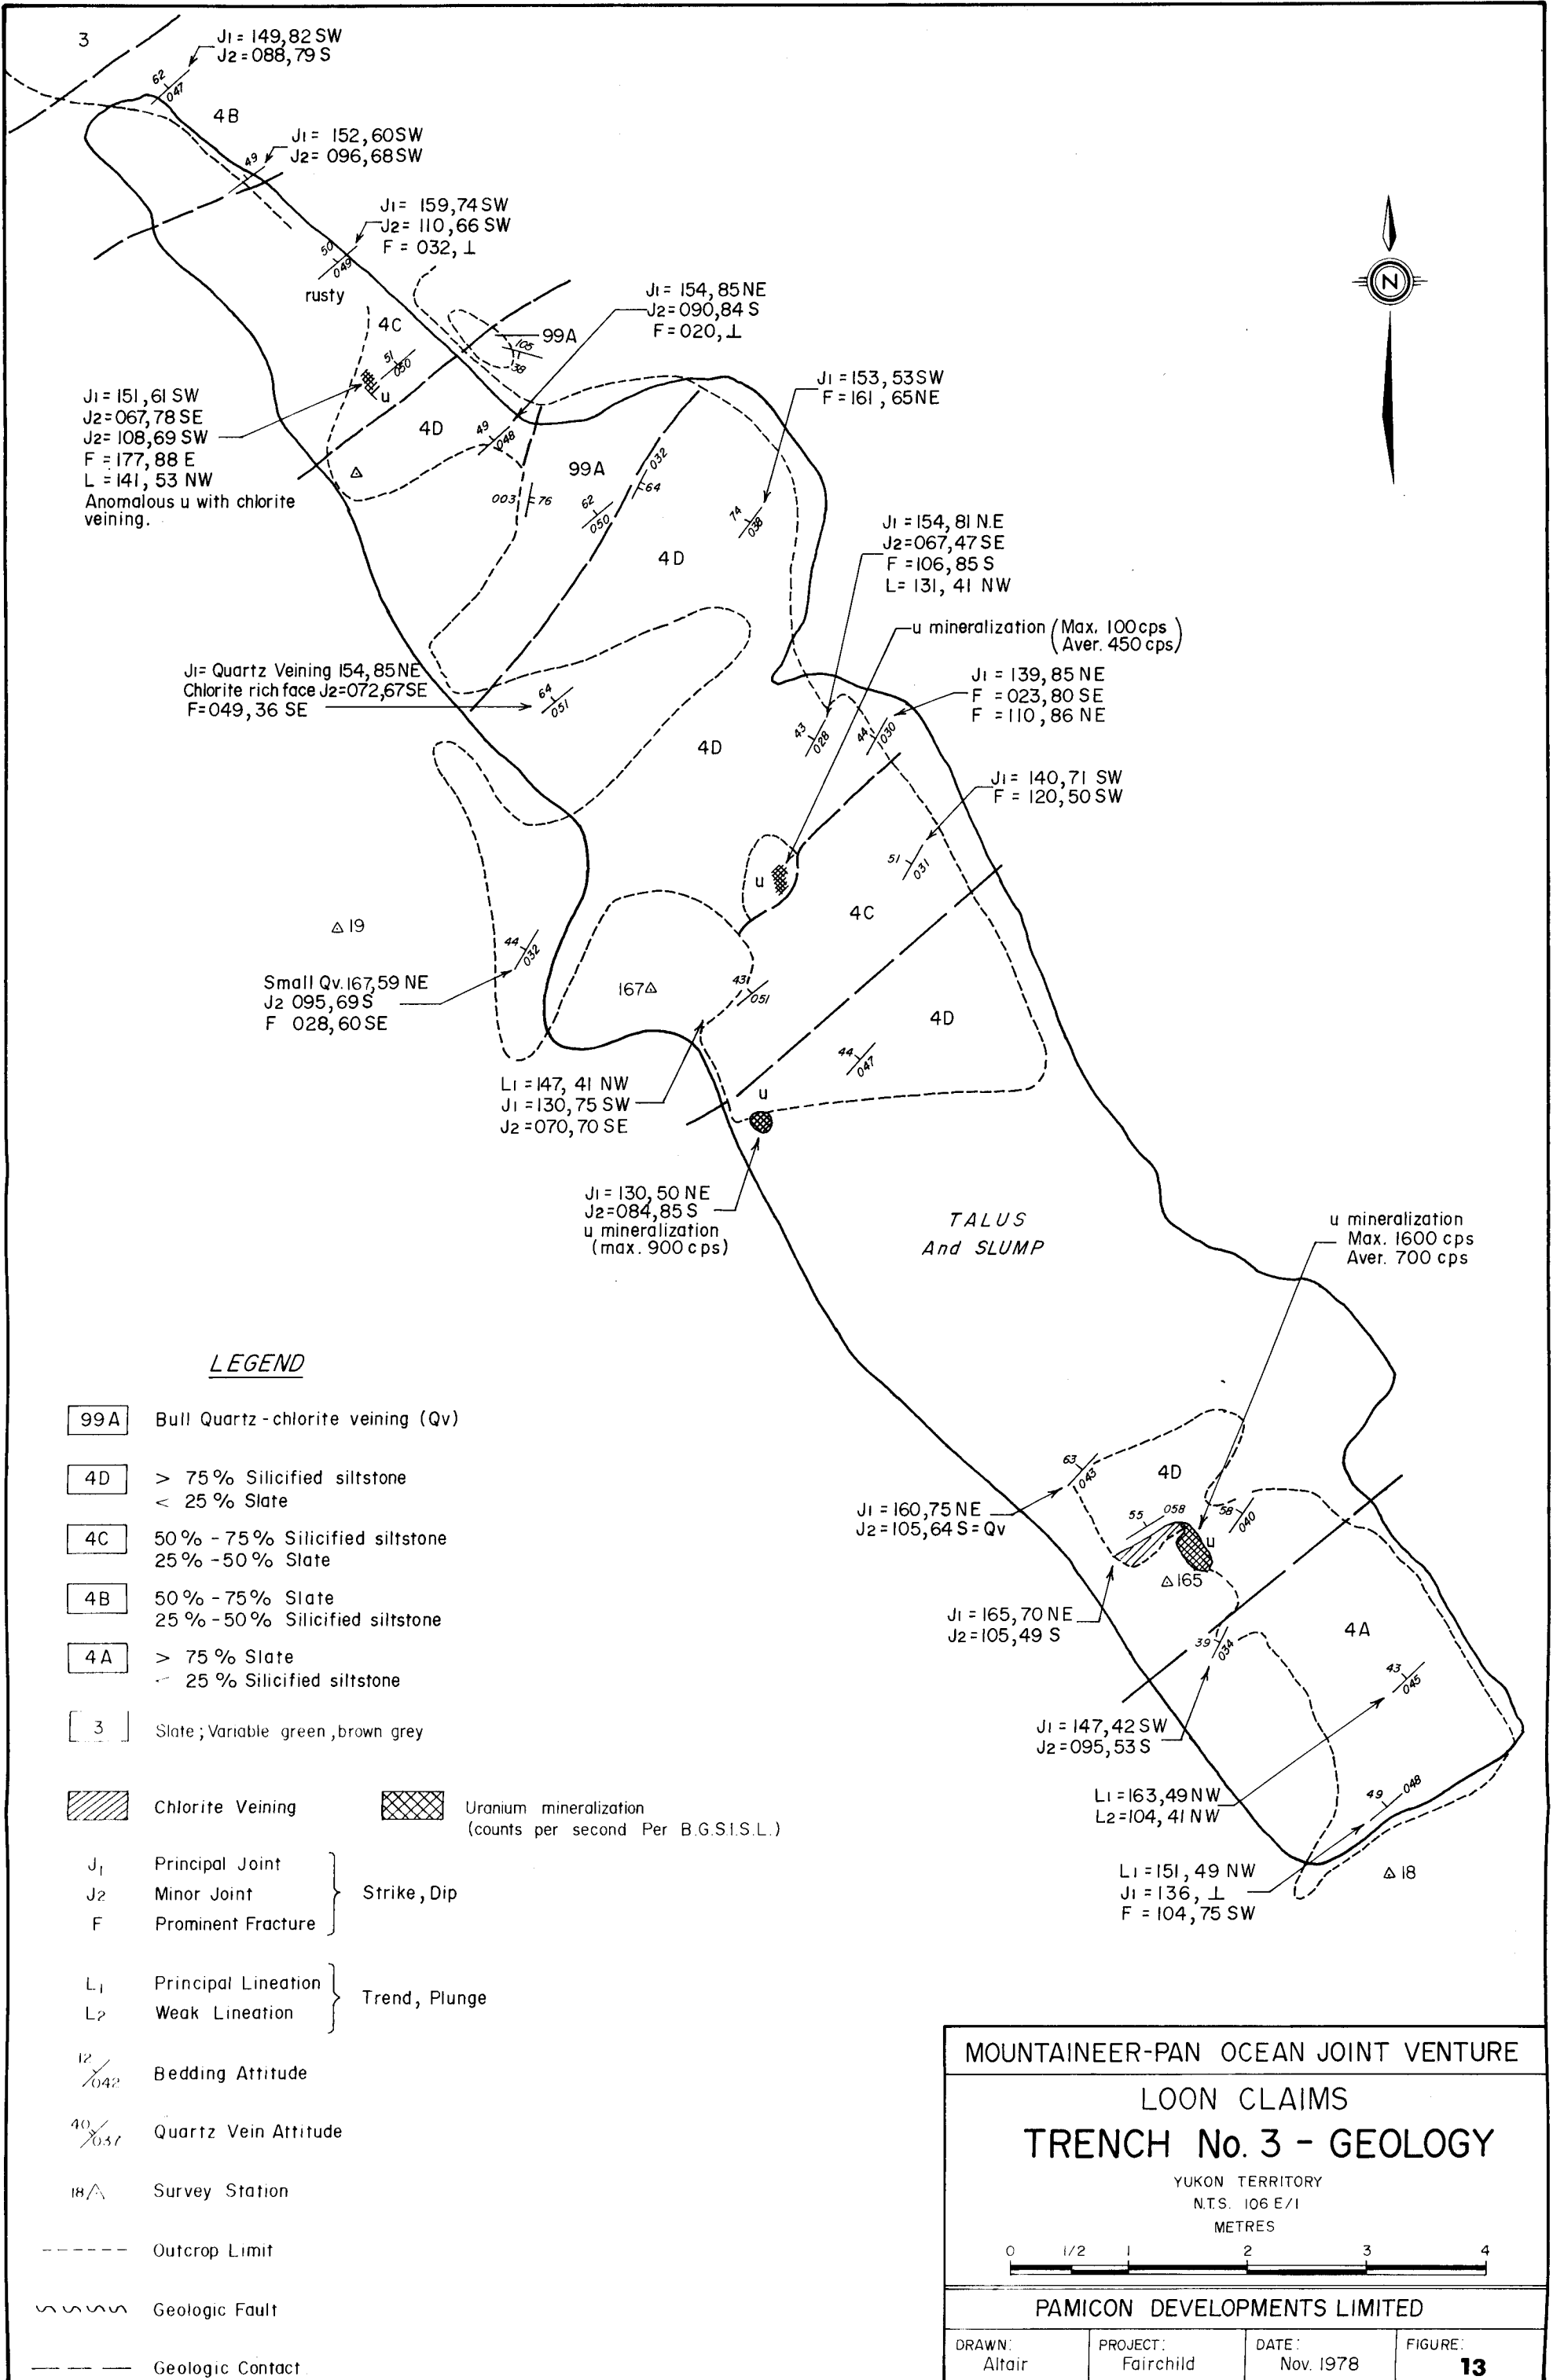 3
J1 = 149,82 SW
J2 = 088,79 S
62
047
4B
J1 = 152,60SW
J2 = 096,68SW
49
J1 = 159,74 SW
J2 = 110,66 SW
F = 032, ⊥
50
049
rusty
4C
J1 = 154,85 NE
J2 = 090,84 S
F = 020, ⊥
99A
105
38
51
050
u
J1 = 151,61 SW
J2 = 067,78 SE
J2 = 108,69 SW
F = 177,88 E
L = 141, 53 NW
Anomalous u with chlorite
veining.
4D
49
048
J1 = 153,53SW
F = 161, 65NE
99A
032
64
003
76
62
050
74
038
4D
J1 = 154, 81 N.E
J2 = 067,47 SE
F = 106,85 S
L = 131, 41 NW
u mineralization (Max. 100cps
Aver. 450 cps)
J1 = Quartz Veining 154,85 NE
Chlorite rich face J2 = 072,67SE
F = 049, 36 SE
64
051
J1 = 139,85 NE
F = 023,80 SE
F = 110,86 NE
4D
43
028
44
030
J1 = 140,71 SW
F = 120,50 SW
51
031
u
4C
19
44
032
Small Qv. 167,59 NE
J2 095,69 S
F 028,60 SE
167
43
051
4D
44
047
L1 = 147, 41 NW
J1 = 130,75 SW
J2 = 070,70 SE
u
J1 = 130,50 NE
J2 = 084,85 S
u mineralization
(max. 900 cps)
TALUS
And SLUMP
u mineralization
Max. 1600 cps
Aver. 700 cps
63
043
4D
J1 = 160,75 NE
J2 = 105,64 S = Qv
55
058
58
040
u
165
J1 = 165,70 NE
J2 = 105,49 S
39
034
4A
43
045
J1 = 147,42 SW
J2 = 095,53 S
L1 = 163,49 NW
L2 = 104, 41 NW
49
048
L1 = 151, 49 NW
J1 = 136, ⊥
F = 104,75 SW
18
LEGEND
99A Bull Quartz - chlorite veining (Qv)
4D > 75% Silicified siltstone
< 25% Slate
4C 50% - 75% Silicified siltstone
25% - 50% Slate
4B 50% - 75% Slate
25% - 50% Silicified siltstone
4A > 75% Slate
25% Silicified siltstone
3 Slate; Variable green, brown grey
Chlorite Veining
Uranium mineralization
(counts per second Per B.G.S.I.S.L.)
J1 Principal Joint
J2 Minor Joint
F Prominent Fracture
Strike, Dip
L1 Principal Lineation
L2 Weak Lineation
Trend, Plunge
12
042
Bedding Attitude
40
037
Quartz Vein Attitude
18 Survey Station
Outcrop Limit
Geologic Fault
Geologic Contact
N
MOUNTAINEER-PAN OCEAN JOINT VENTURE
LOON CLAIMS
TRENCH No. 3 - GEOLOGY
YUKON TERRITORY
N.T.S. 106 E/1
METRES
0 1/2 1 2 3 4
PAMICON DEVELOPMENTS LIMITED
DRAWN: Altair
PROJECT: Fairchild
DATE: Nov. 1978
FIGURE: 13